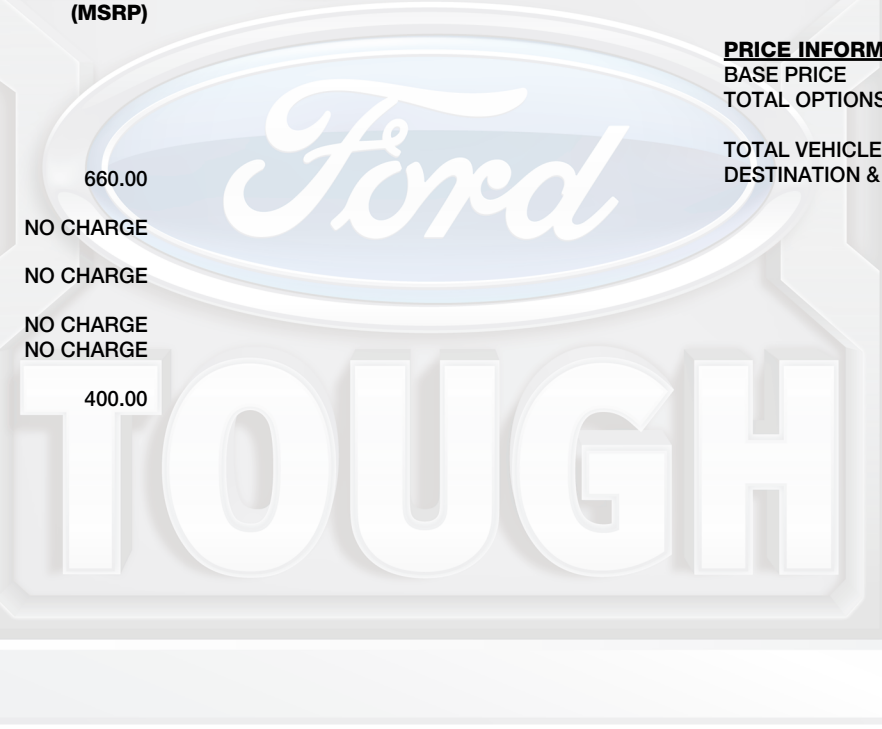 (MSRP)
660.00
NO CHARGE
NO CHARGE
NO CHARGE
NO CHARGE
400.00
PRICE INFORM
BASE PRICE
TOTAL OPTIONS
TOTAL VEHICLE
DESTINATION &
Ford
TOUGH